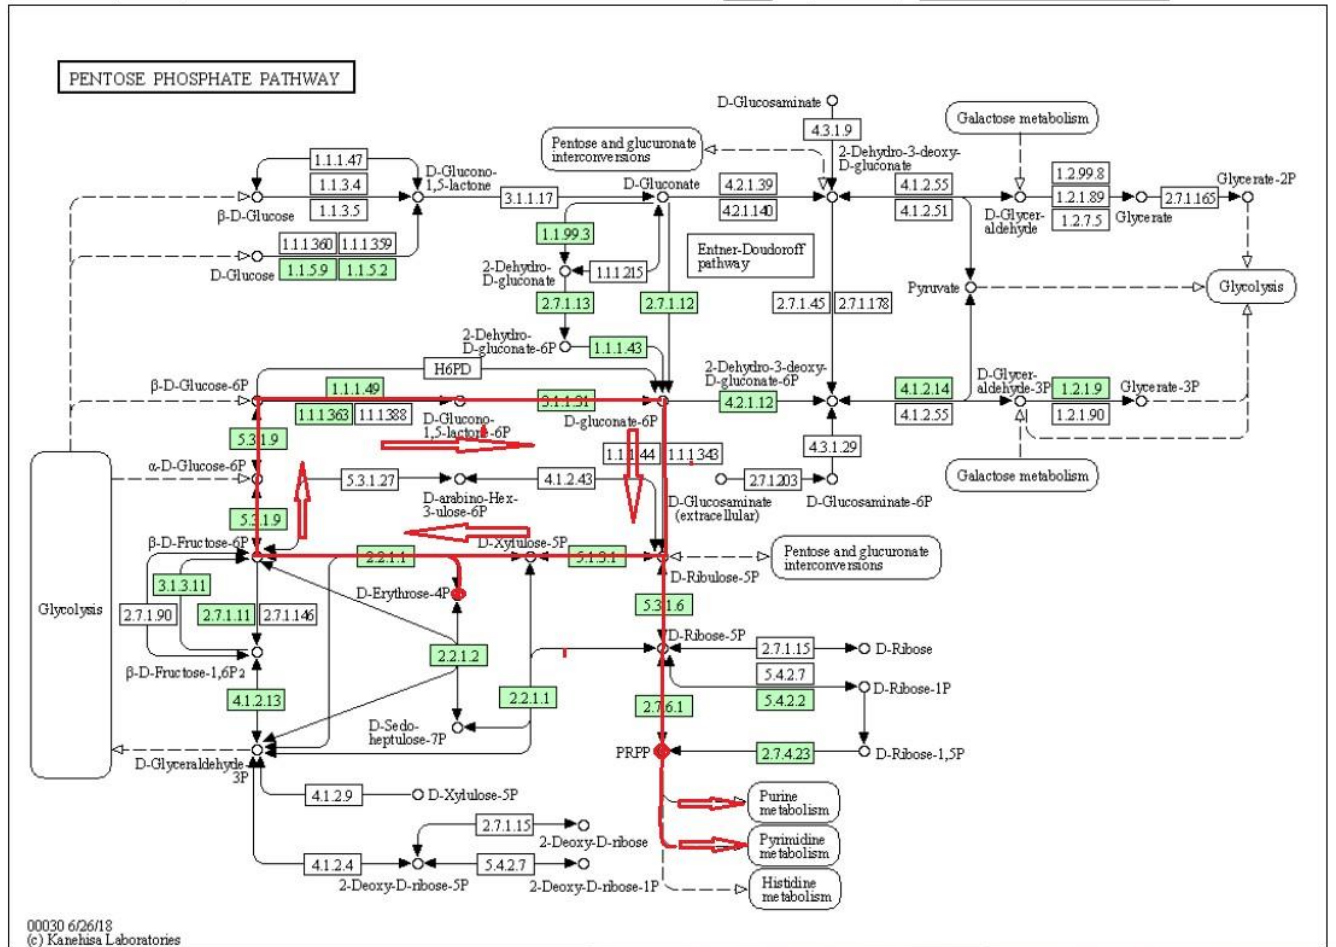 PENTOSE PHOSPHATE PATHWAY
D-Glucosaminate
4.3.1.9
Galactose metabolism
Pentose and glucuronate
interconversions
2-Dehydro-3-deoxy-
D-gluconate
1.1.1.47
1.1.3.4
1.1.3.5
β-D-Glucose
D-Glucono-
1,5-lactone
3.1.1.17
D-Gluconate
4.2.1.39
4.2.1.140
4.1.2.55
4.1.2.51
D-Glycer-
aldehyde
1.2.99.8
1.2.1.89
1.2.7.5
Glycerate
2.7.1.165
Glycerate-2P
1.1.1.360
1.1.1.359
D-Glucose
1.1.5.9
1.1.5.2
1.1.99.3
2-Dehydro-
D-gluconate
1.1.1.215
Entner-Doudoroff
pathway
2.7.1.13
2.7.1.12
2.7.1.45
2.7.1.178
Pyruvate
Glycolysis
2-Dehydro-
D-gluconate-6P
1.1.1.43
H6PD
β-D-Glucose-6P
1.1.1.49
1.1.1.363
1.1.1.388
D-Glucono-
1,5-lactone-6P
3.1.1.31
D-gluconate-6P
2-Dehydro-3-deoxy-
D-gluconate-6P
4.2.1.12
4.1.2.14
4.1.2.55
D-Glycer-
aldehyde-3P
1.2.1.9
1.2.1.90
Glycerate-3P
5.3.1.9
1.1.1.44
1.1.1.343
4.3.1.29
α-D-Glucose-6P
5.3.1.27
D-arabino-Hex-
3-ulose-6P
4.1.2.43
D-Glucosaminate
(extracellular)
2.7.1.203
D-Glucosaminate-6P
Galactose metabolism
5.3.1.9
β-D-Fructose-6P
2.2.1.1
D-Xylulose-5P
5.1.3.1
D-Ribulose-5P
Pentose and glucuronate
interconversions
Glycolysis
3.1.3.11
2.7.1.90
2.7.1.11
2.7.1.146
D-Erythrose-4P
5.3.1.6
β-D-Fructose-1,6P2
2.2.1.2
D-Ribose-5P
2.7.1.15
D-Ribose
5.4.2.7
5.4.2.2
D-Ribose-1P
4.1.2.13
2.2.1.1
2.7.6.1
D-Sedo-
heptulose-7P
PRPP
2.7.4.23
D-Ribose-1,5P
D-Glyceraldehyde-
3P
4.1.2.9
D-Xylulose-5P
Purine
metabolism
2.7.1.15
2-Deoxy-D-ribose
Pyrimidine
metabolism
4.1.2.4
2-Deoxy-D-ribose-5P
5.4.2.7
2-Deoxy-D-ribose-1P
Histidine
metabolism
00030 6/26/18
(c) Kanehisa Laboratories